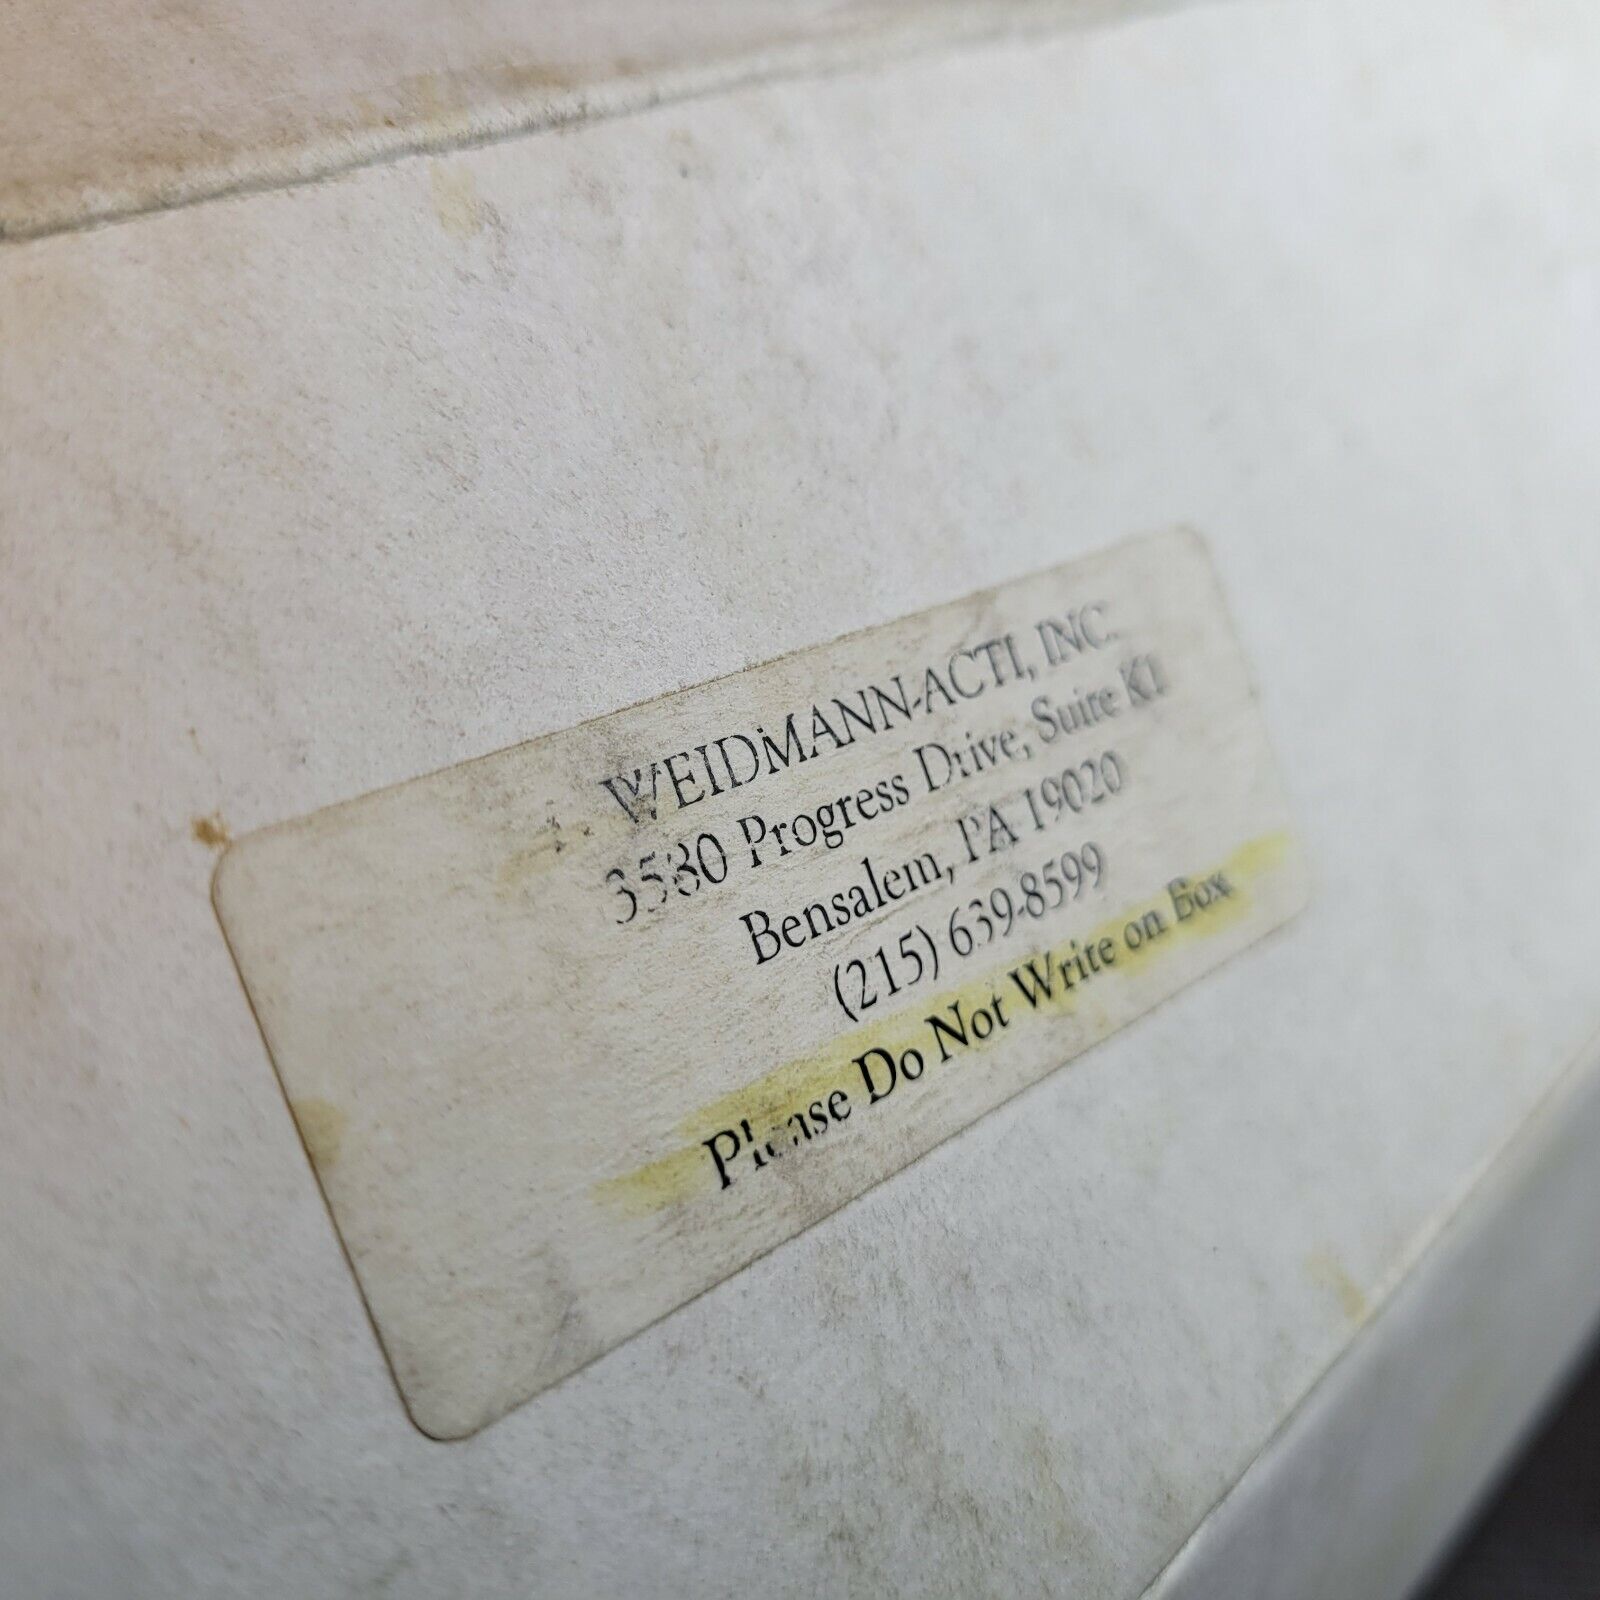 WEIDMANN-ACTI, INC.
3580 Progress Drive, Suite K1
Bensalem, PA 19020
(215) 639-8599
Please Do Not Write on Box